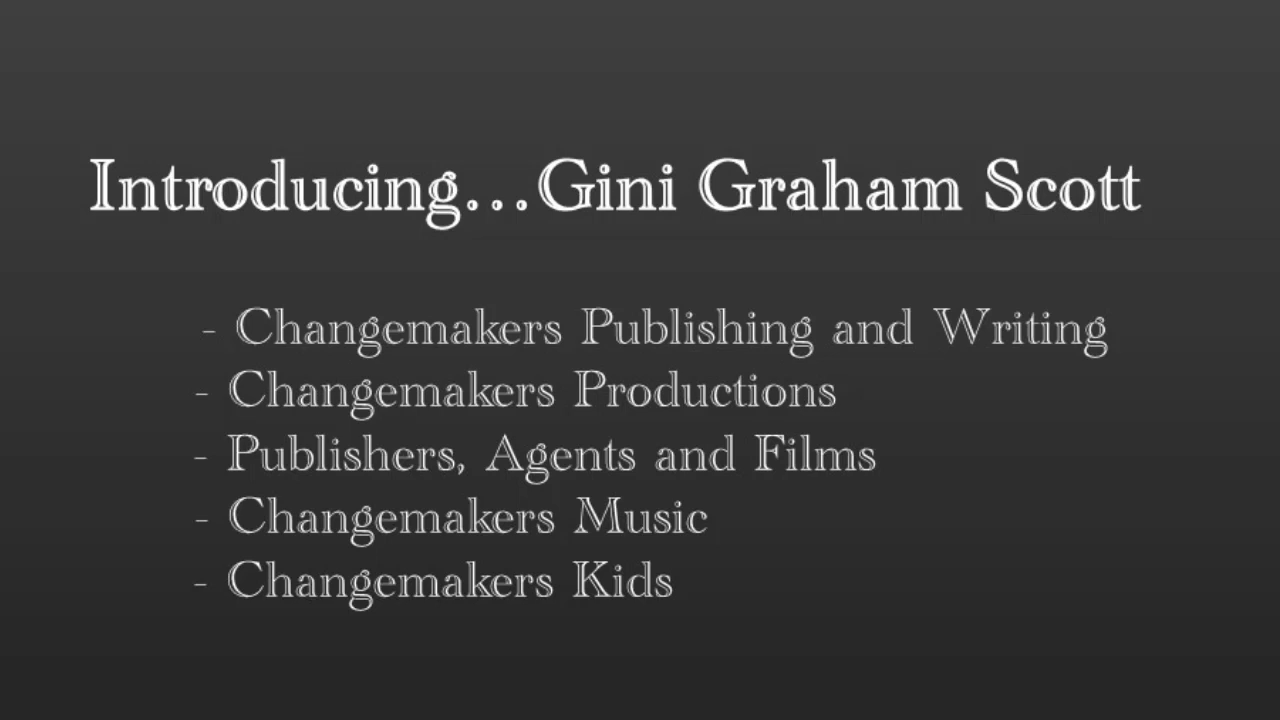 Introducing...Gini Graham Scott
- Changemakers Publishing and Writing
- Changemakers Productions
- Publishers, Agents and Films
- Changemakers Music
- Changemakers Kids